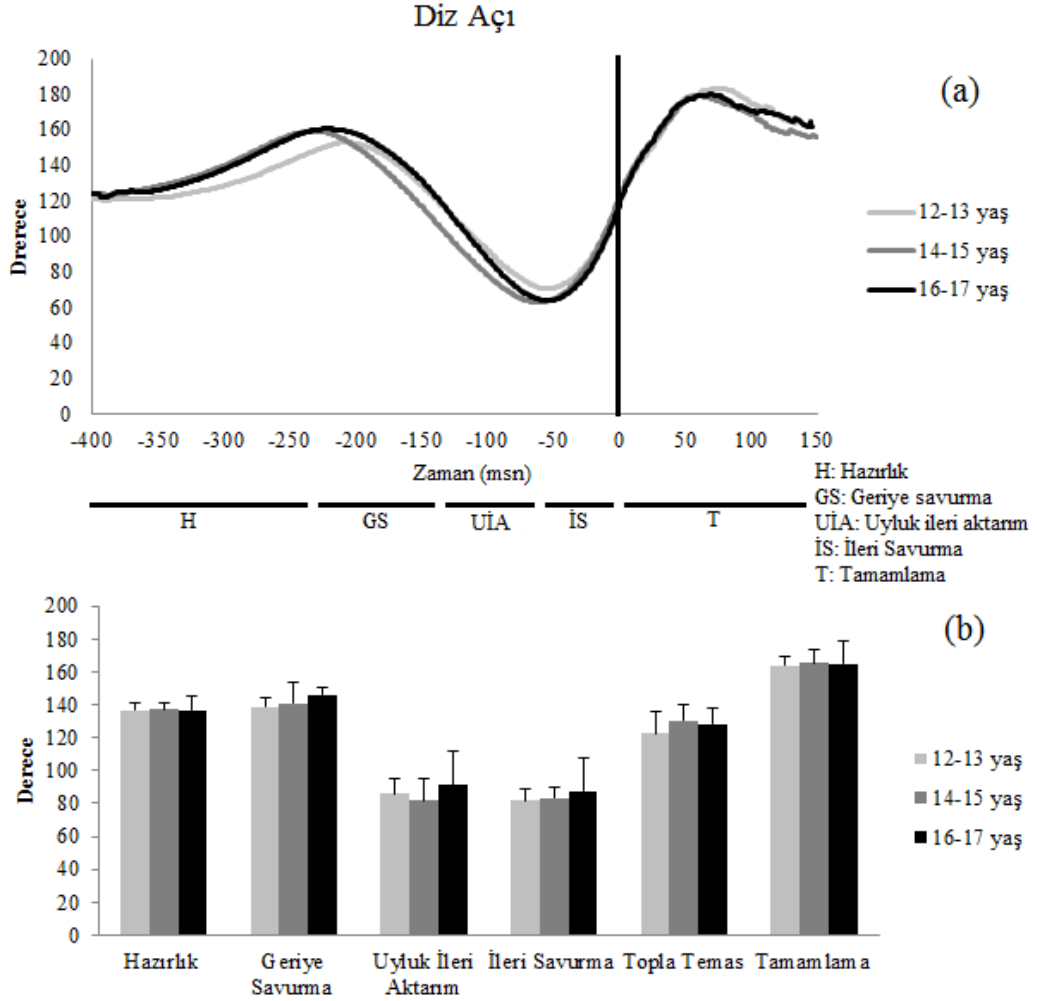 Diz Açı
(a)
200
180
160
140
120
100
80
60
40
20
0
Drerece
-400 -350 -300 -250 -200 -150 -100 -50 0 50 100 150
Zaman (msn)
12-13 yaş
14-15 yaş
16-17 yaş
H GS UİA İS T
H: Hazırlık
GS: Geriye savurma
UİA: Uyluk ileri aktarım
İS: İleri Savurma
T: Tamamlama
(b)
200
180
160
140
120
100
80
60
40
20
0
Derece
12-13 yaş
14-15 yaş
16-17 yaş
Hazırlık Geriye Uyluk İleri İleri Savurma Topla Temas Tamamlama
Savurma Aktarım